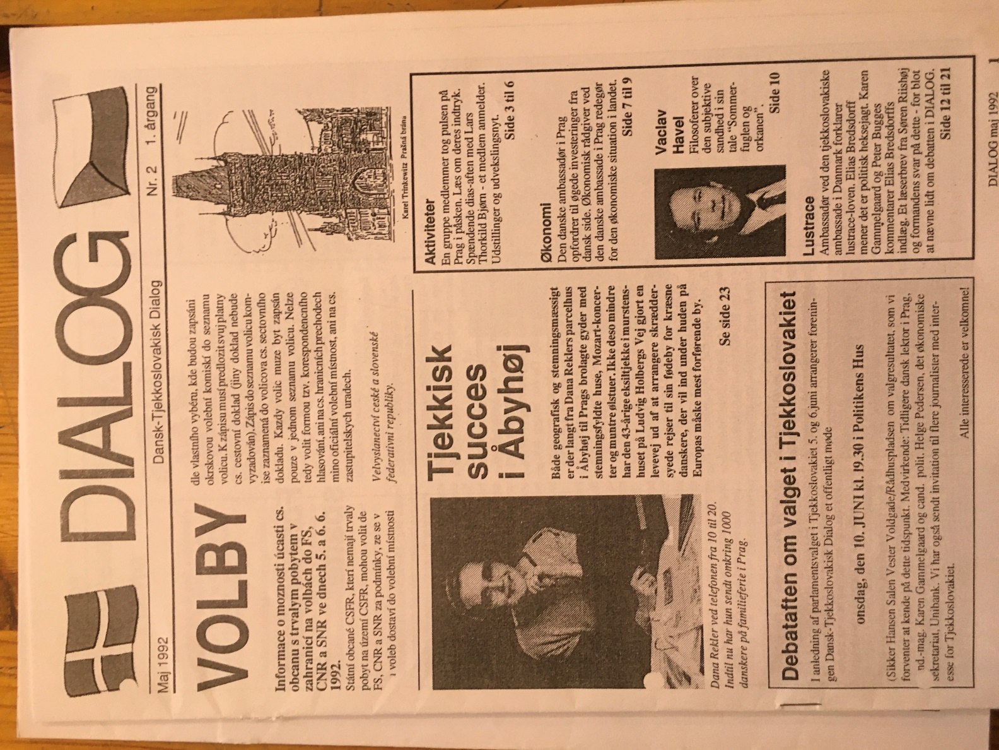 DIALOG
Dansk-Tjekkoslovakisk Dialog
Maj 1992
Nr. 2 1. årgang
VOLBY
Informace o moznosti úcasti cs.
obcanu s trvalym pobytem v
zahranicí na volbách do FS,
CNR a SNR ve dnech 5. a 6. 6.
1992.
Státní obcané CSFR, kterí nemají trvaly
pobyt na území CSFR, mohou volit de
FS, CNR a SNR za podmínky, ze se v
voleb dostaví do volební místnosti
dle vlastního vybéru, kde budou zapsáni
okrskovou volební komiskí do seznamu
volicu. K zápisu musí predlozit svuj platny
cs. cestovní doklad (jiny doklad nebude
vyzadován). Zápis do seznamu volicu kom-
ise zaznamená do volicova cs. sectovního
dokladu. Kazdy volic muze byt zapsán
pouze v jednom seznamu volicu. Nelze
tedy volit formou tzv. korespondencního
hlasování, ani na cs. hranicních prechodech
mino oficiální volební místnost, ani na cs.
zastupitelskych uradech.
Velvyslanectví ceské a slovenské
federativni republiky.
Karel Trinkewitz Prašná brána
Tjekkisk
succes
i Åbyhøj
Både geografisk og stemningsmæssigt
er der langt fra Dana Reklers parcelhus
i Åbyhøj til Prags brolagte gyder med
stemningsfyldte huse, Mozart-koncer-
ter og muntre ølstuer. Ikke deso mindre
har den 43-årige eksiltjekke i murstens-
huset på Ludvig Holbergs Vej gjort en
levevej ud af at arrangere skrædder-
syede rejser til sin fødeby for kræsne
danskere, der vil ind under huden på
Europas måske mest forførende by.
Se side 23
Dana Rekler ved telefonen fra 10 til 20.
Indtil nu har hun sendt omkring 1000
danskere på familieferie i Prag.
Aktiviteter
En gruppe medlemmer tog pulsen på
Prag i påsken. Læs om deres indtryk.
Spændende dias-aften med Lars
Thorkild Bjørn - et medlem anmelder.
Udstillinger og udvekslingsnyt.
Side 3 til 6
Økonomi
Den danske ambassadør i Prag
opfordrer til øgede investeringer fra
dansk side. Økonomisk rådgiver ved
den danske ambassade i Prag redegør
for den økonomiske situation i landet.
Side 7 til 9
Vaclav
Havel
Filosoferer over
den subjektive
sandhed i sin
tale “Sommer-
fuglen og
orkanen”.
Side 10
Lustrace
Ambassadør ved den tjekkoslovakiske
ambassade i Danmark forklarer
lustrace-loven. Elias Bredsdorff
mener det er politisk heksejagt. Karen
Gammelgaard og Peter Bugges
kommenterer Elias Bredsdorffs
indlæg. Et læserbrev fra Søren Riishøj
og formandens svar på dette - for blot
at nævne lidt om debatten i DIALOG.
Side 12 til 21
Debataften om valget i Tjekkoslovakiet
I anledning af parlamentsvalget i Tjekkoslovakiet 5. og 6.juni arrangerer forenin-
gen Dansk-Tjekkoslovakisk Dialog et offentligt møde
onsdag, den 10. JUNI kl. 19.30 i Politikens Hus
(Sikker Hansen Salen Vester Voldgade/Rådhuspladsen om valgresultatet, som vi
forventer at kende på dette tidspunkt. Medvirkende: Tidligere dansk lektor i Prag,
nd.-mag. Karen Gammelgaard og cand. polit. Helge Pedersen, det økonomiske
sekretariat, Unibank. Vi har også sendt invitation til flere journalister med inter-
esse for Tjekkoslovakiet.
Alle interesserede er velkomne!
DIALOG maj 1992 1